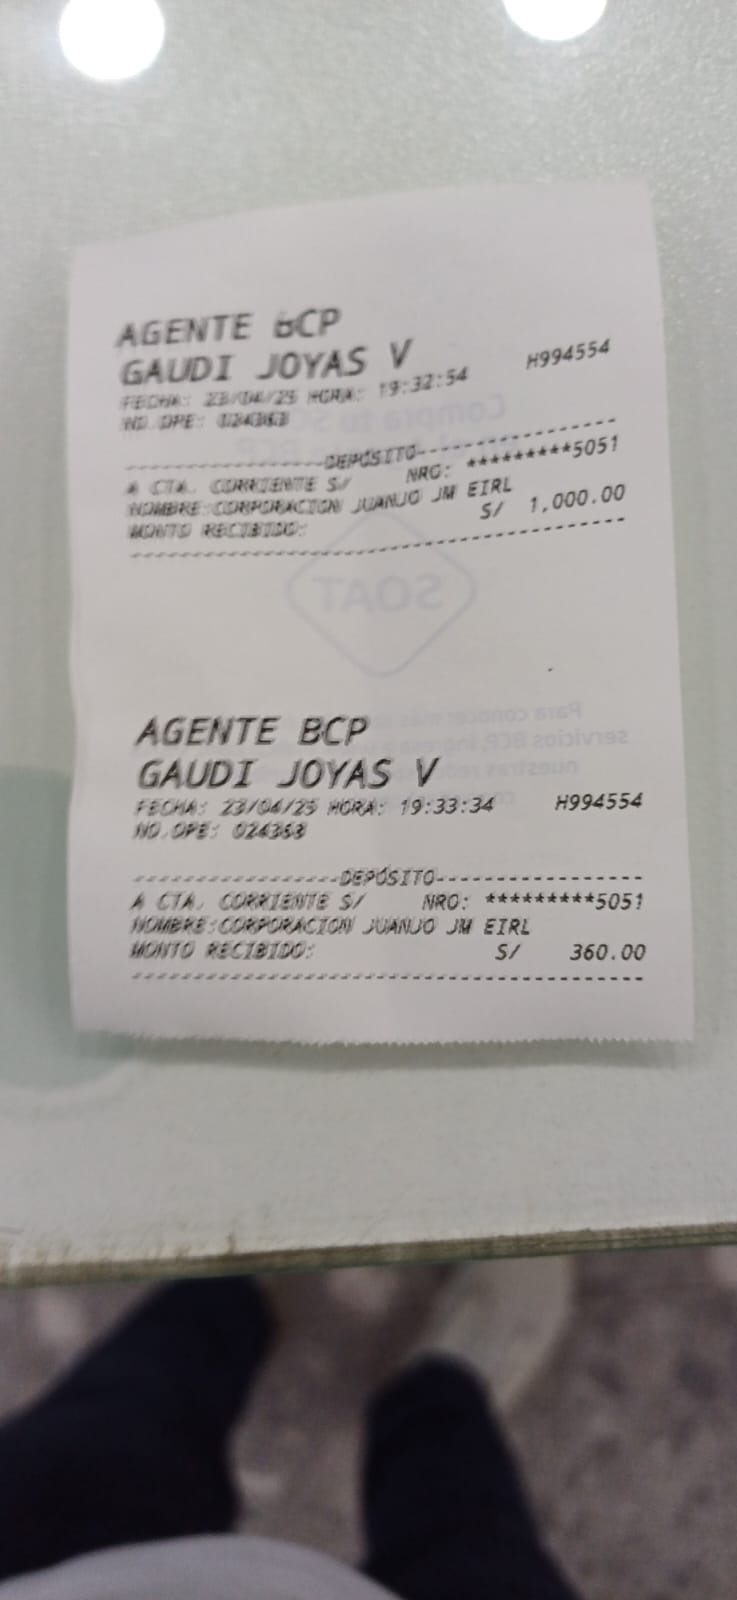 AGENTE BCP
GAUDI JOYAS V H994554
FECHA: 23/04/25 HORA: 19:32:54
NO.OPE: 024363
DEPÓSITO
A CTA. CORRIENTE S/ NRO: *********5051
NOMBRE:CORPORACION JUANJO JM EIRL
MONTO RECIBIDO: S/ 1,000.00
SOAT
AGENTE BCP
GAUDI JOYAS V
FECHA: 23/04/25 HORA: 19:33:34 H994554
NO.OPE: 024368
DEPÓSITO
A CTA. CORRIENTE S/ NRO: *********5051
NOMBRE:CORPORACION JUANJO JM EIRL
MONTO RECIBIDO: S/ 360.00